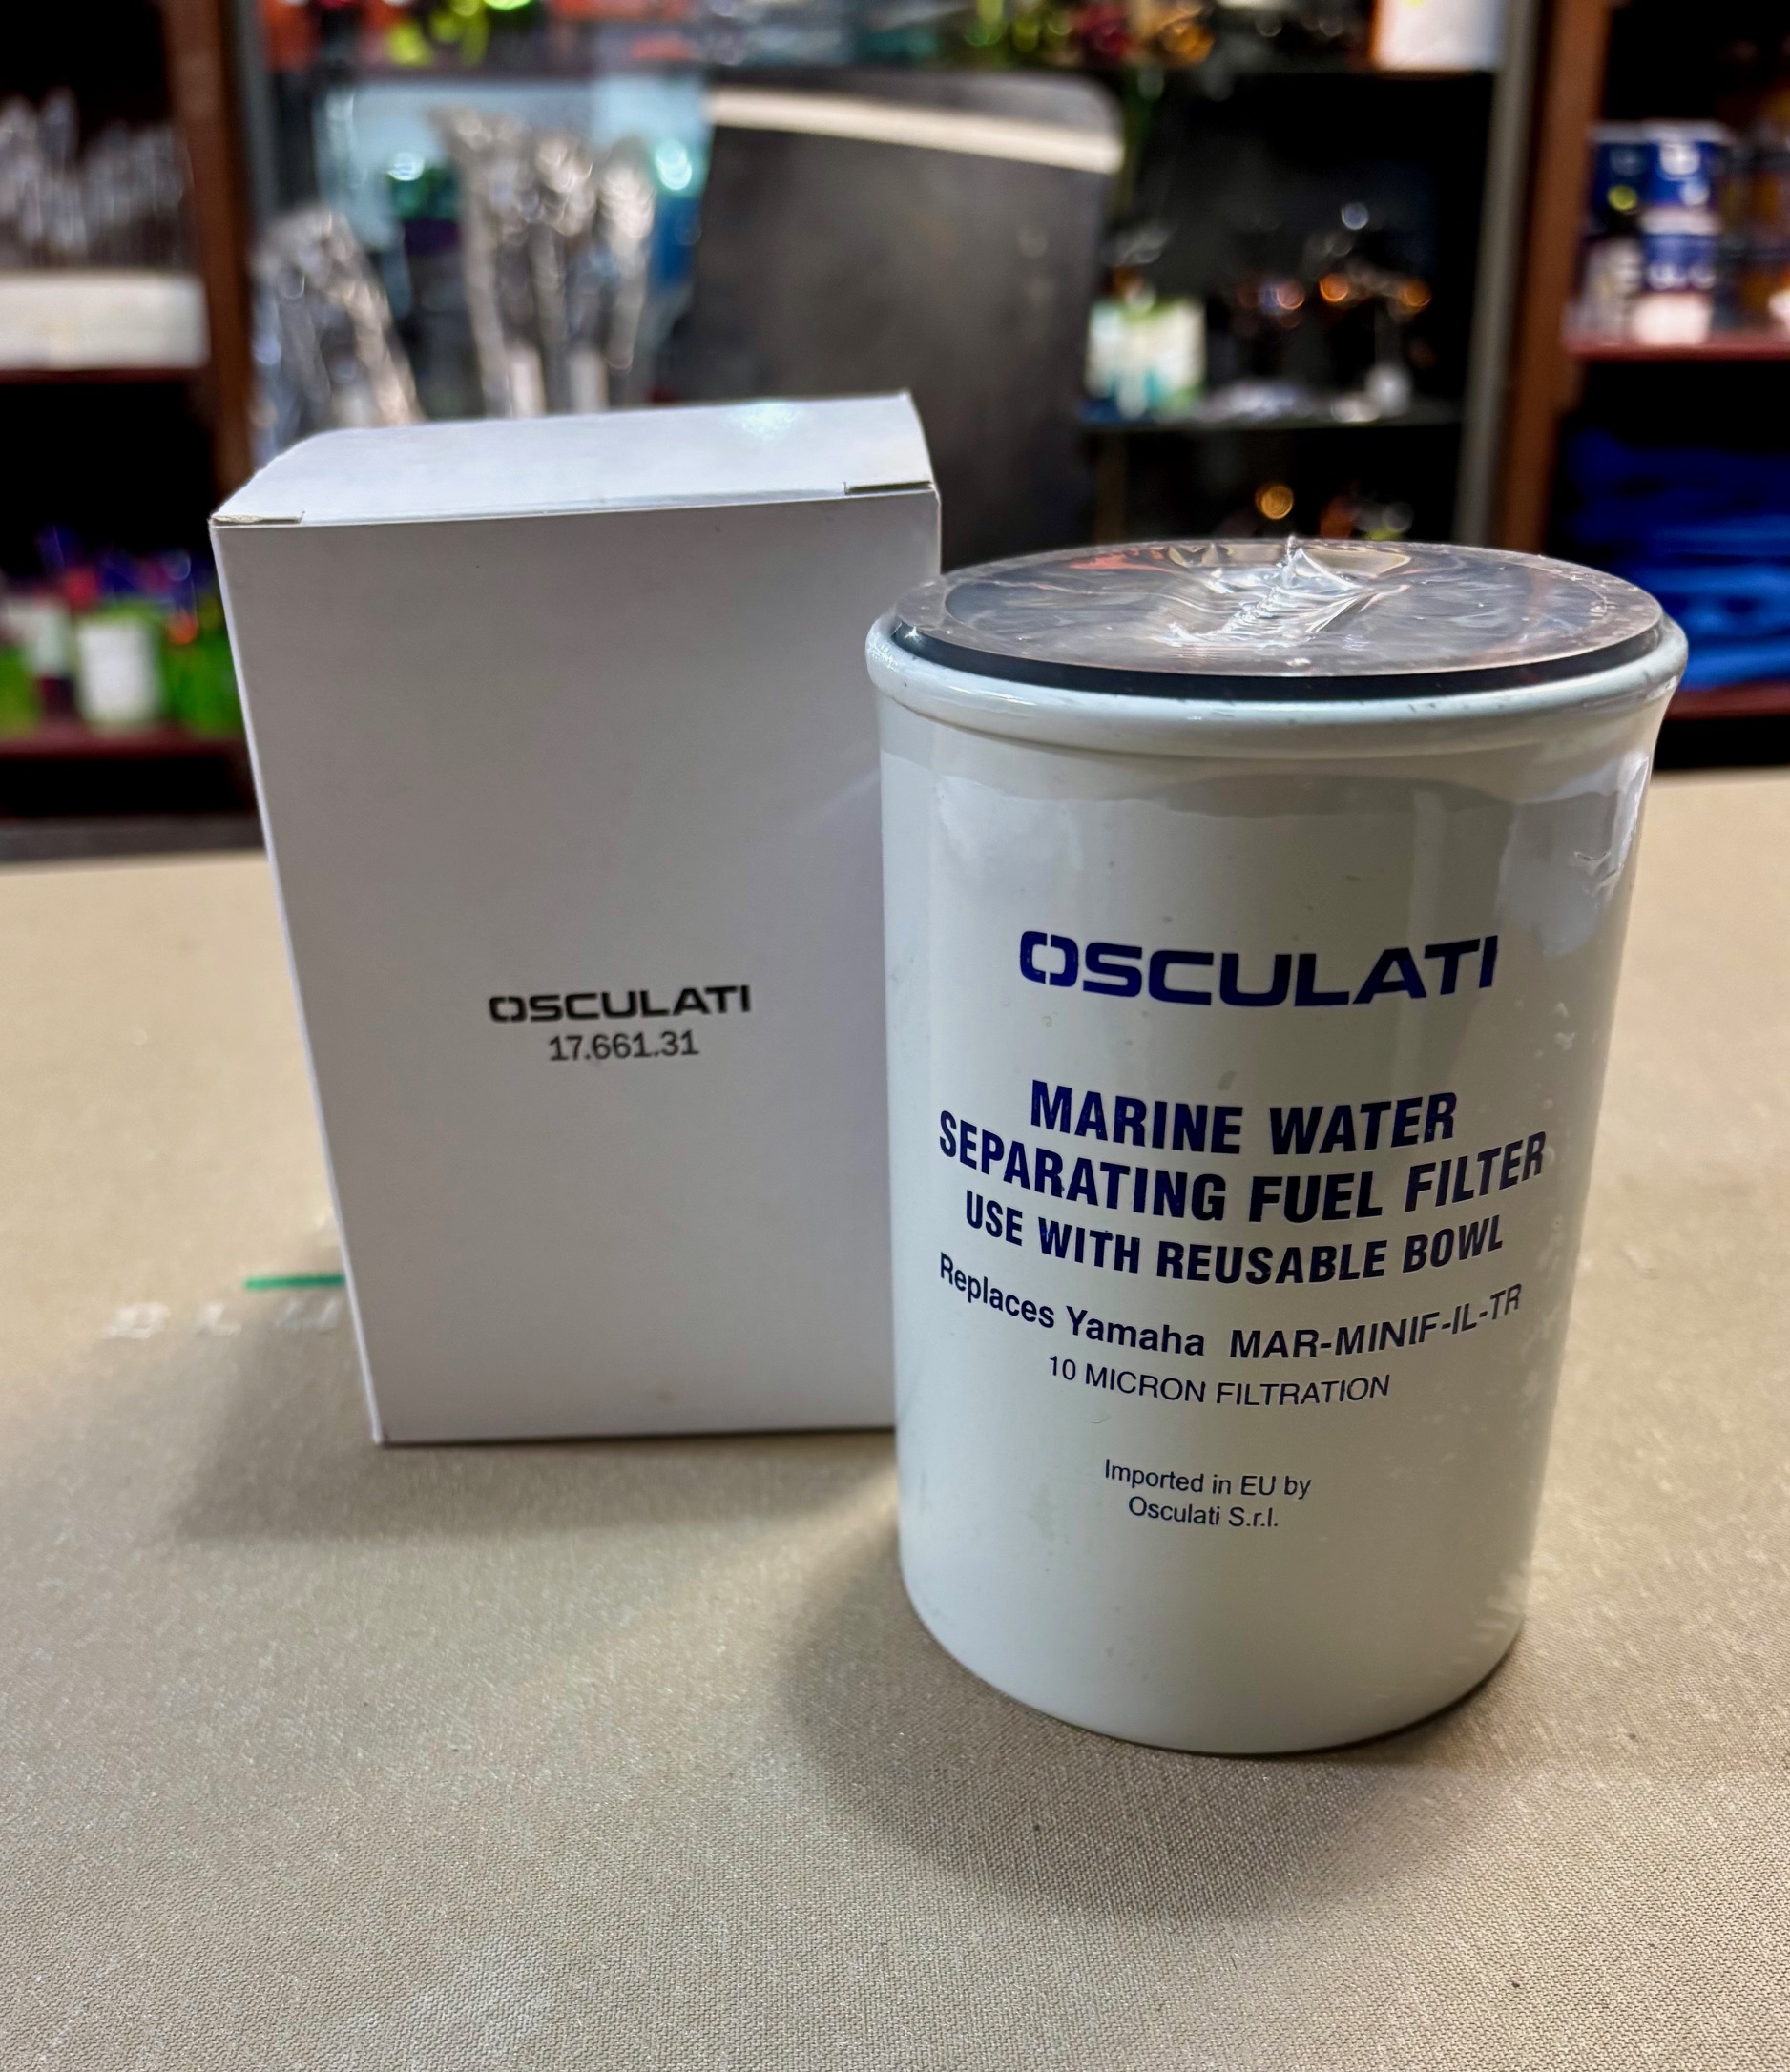 OSCULATI
17.661.31
OSCULATI
MARINE WATER
SEPARATING FUEL FILTER
USE WITH REUSABLE BOWL
Replaces Yamaha MAR-MINIF-IL-TR
10 MICRON FILTRATION
Imported in EU by
Osculati S.r.l.